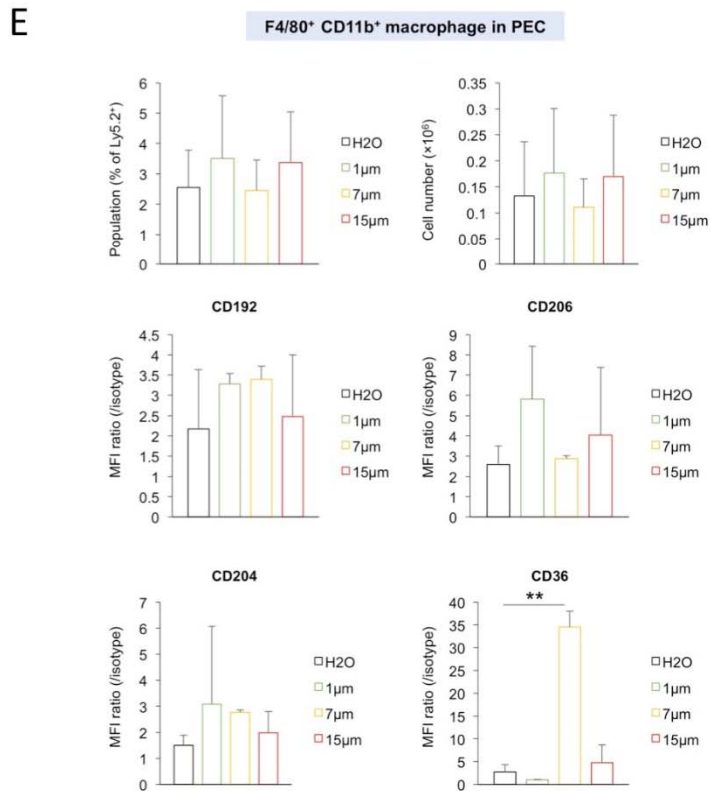 E
F4/80⁺ CD11b⁺ macrophage in PEC
Population (% of Ly5.2⁺)
6
5
4
3
2
1
0
H2O
1µm
7µm
15µm
Cell number (×10⁶)
0.35
0.3
0.25
0.2
0.15
0.1
0.05
0
H2O
1µm
7µm
15µm
CD192
MFI ratio (/isotype)
4.5
4
3.5
3
2.5
2
1.5
1
0.5
0
H2O
1µm
7µm
15µm
CD206
MFI ratio (/isotype)
9
8
7
6
5
4
3
2
1
0
H2O
1µm
7µm
15µm
CD204
MFI ratio (/isotype)
7
6
5
4
3
2
1
0
H2O
1µm
7µm
15µm
CD36
MFI ratio (/isotype)
40
35
30
25
20
15
10
5
0
**
H2O
1µm
7µm
15µm